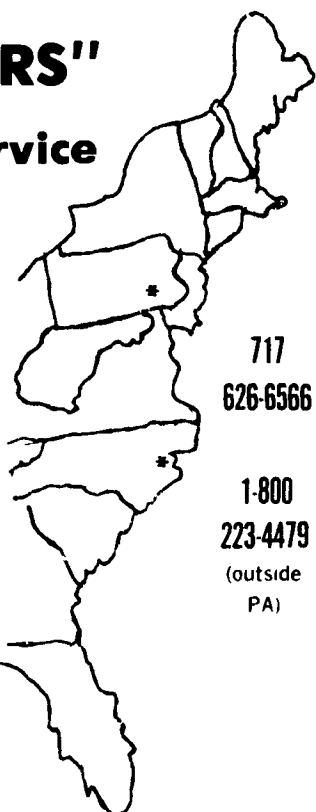 RS"
rvice
*
717
626-6566
*
1-800
223-4479
(outside
PA)